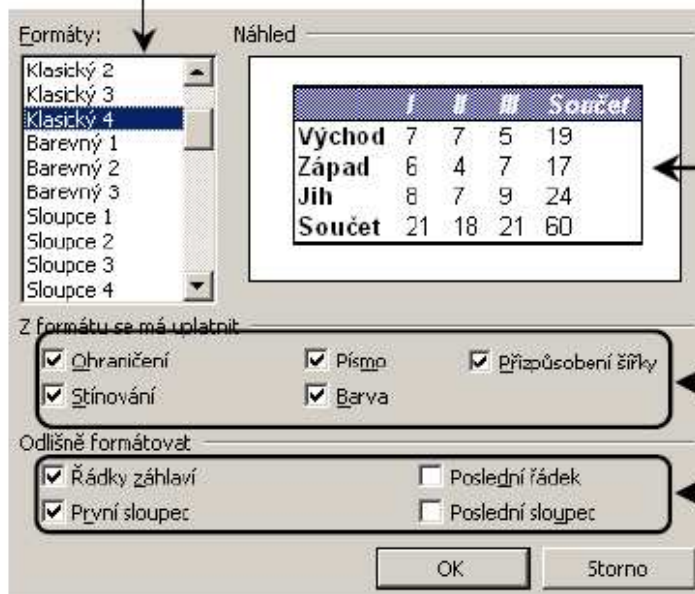 Formáty:
Náhled
Klasický 2
Klasický 3
Klasický 4
Barevný 1
Barevný 2
Barevný 3
Sloupce 1
Sloupce 2
Sloupce 3
Sloupce 4
I II III Součet
Východ 7 7 5 19
Západ 6 4 7 17
Jih 8 7 9 24
Součet 21 18 21 60
Z formátu se má uplatnit
Ohraničení Písmo Přizpůsobení šířky
Stínování Barva
Odlišně formátovat
Řádky záhlaví Poslední řádek
První sloupec Poslední sloupec
OK Storno